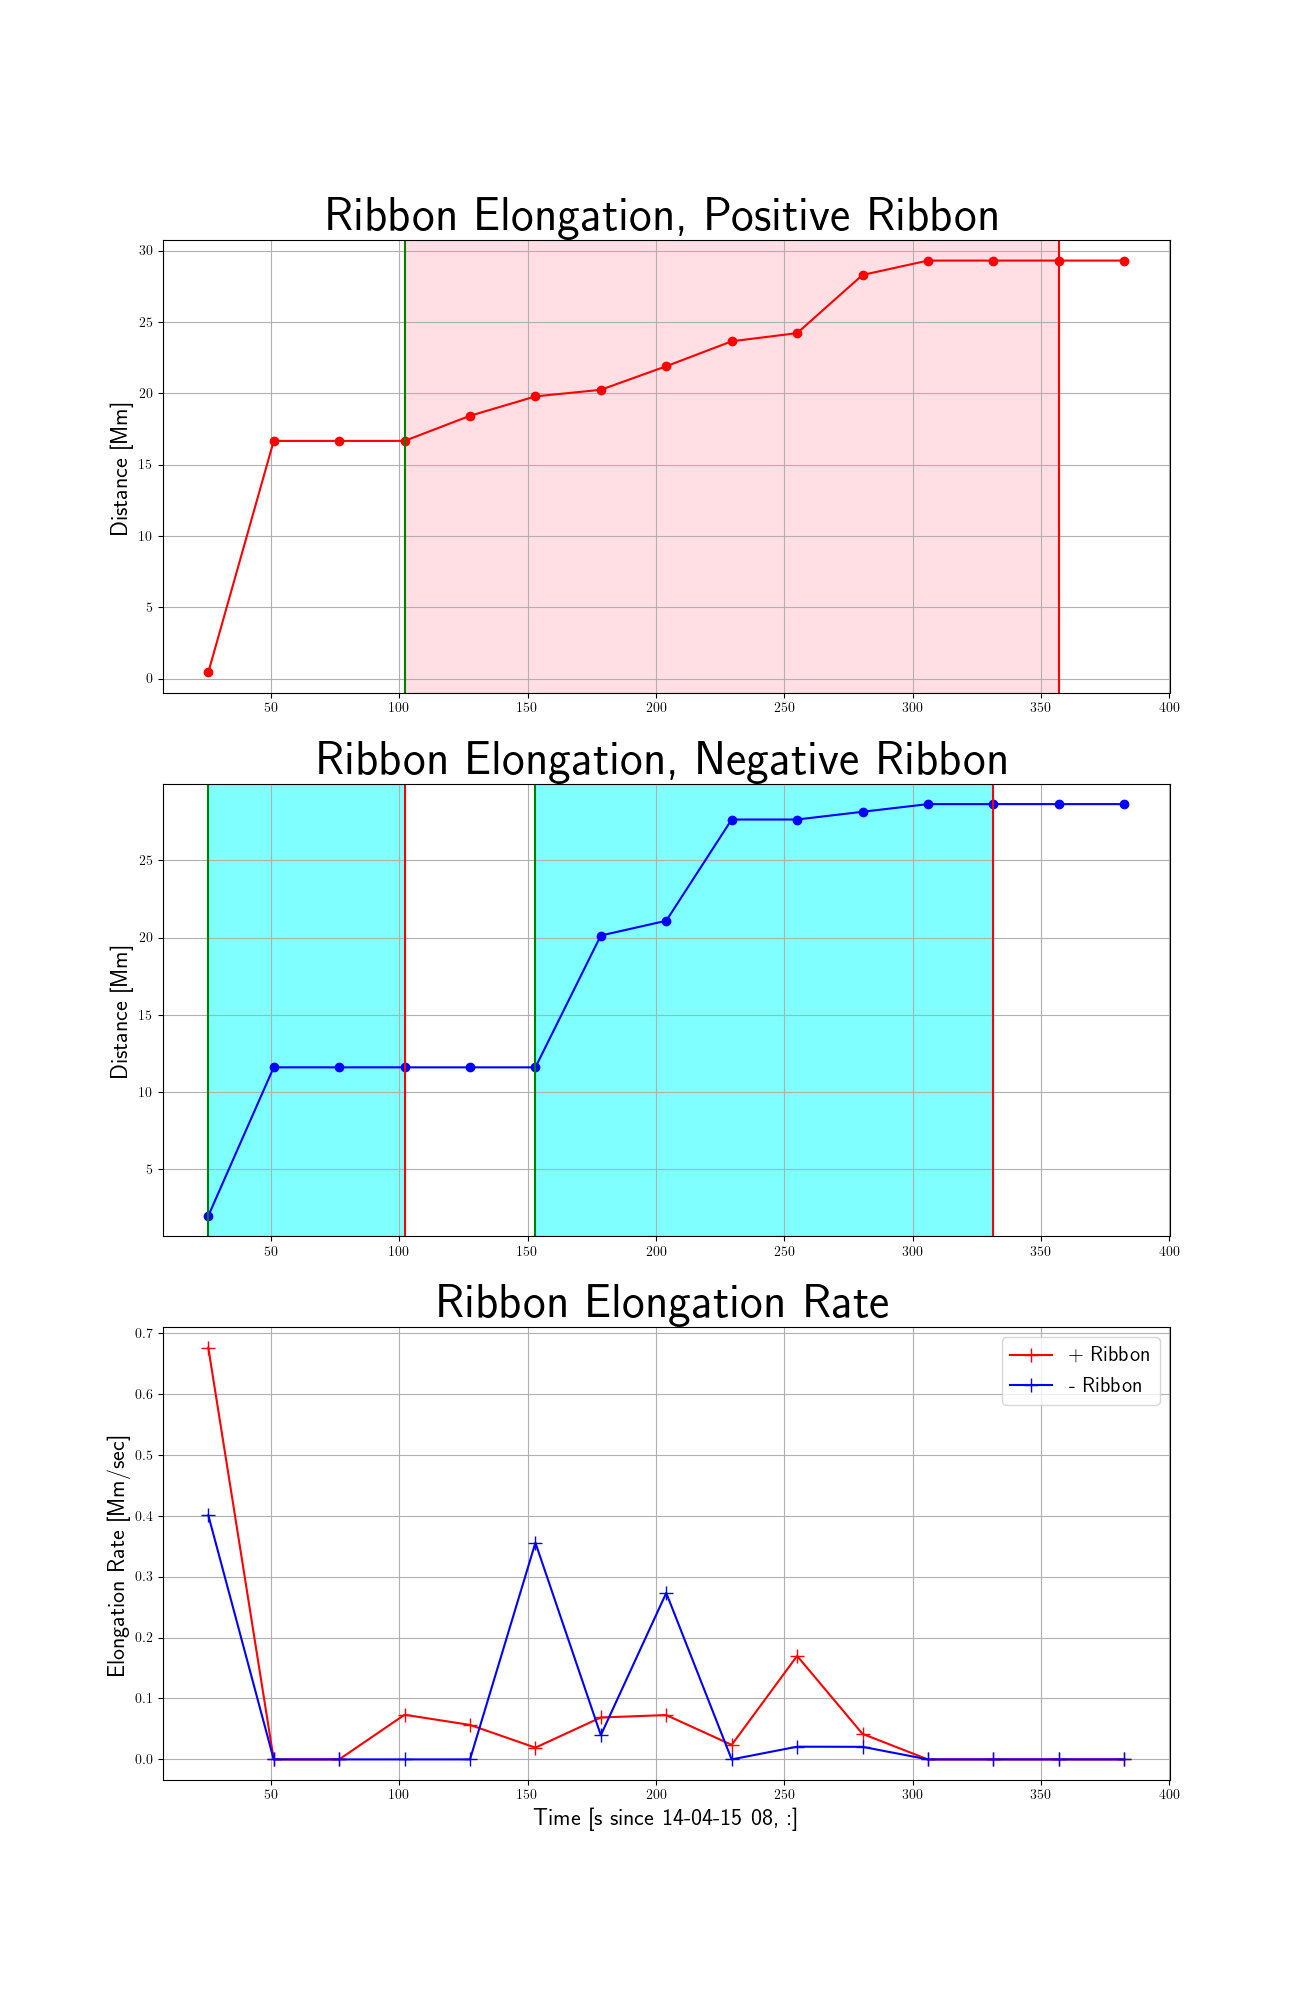 Ribbon Elongation, Positive Ribbon
30
25
20
15
10
5
0
Distance [Mm]
50 100 150 200 250 300 350 400
Ribbon Elongation, Negative Ribbon
25
20
15
10
5
Distance [Mm]
50 100 150 200 250 300 350 400
Ribbon Elongation Rate
0.7
0.6
0.5
0.4
0.3
0.2
0.1
0.0
Elongation Rate [Mm/sec]
+ Ribbon
- Ribbon
50 100 150 200 250 300 350 400
Time [s since 14-04-15 08, :]